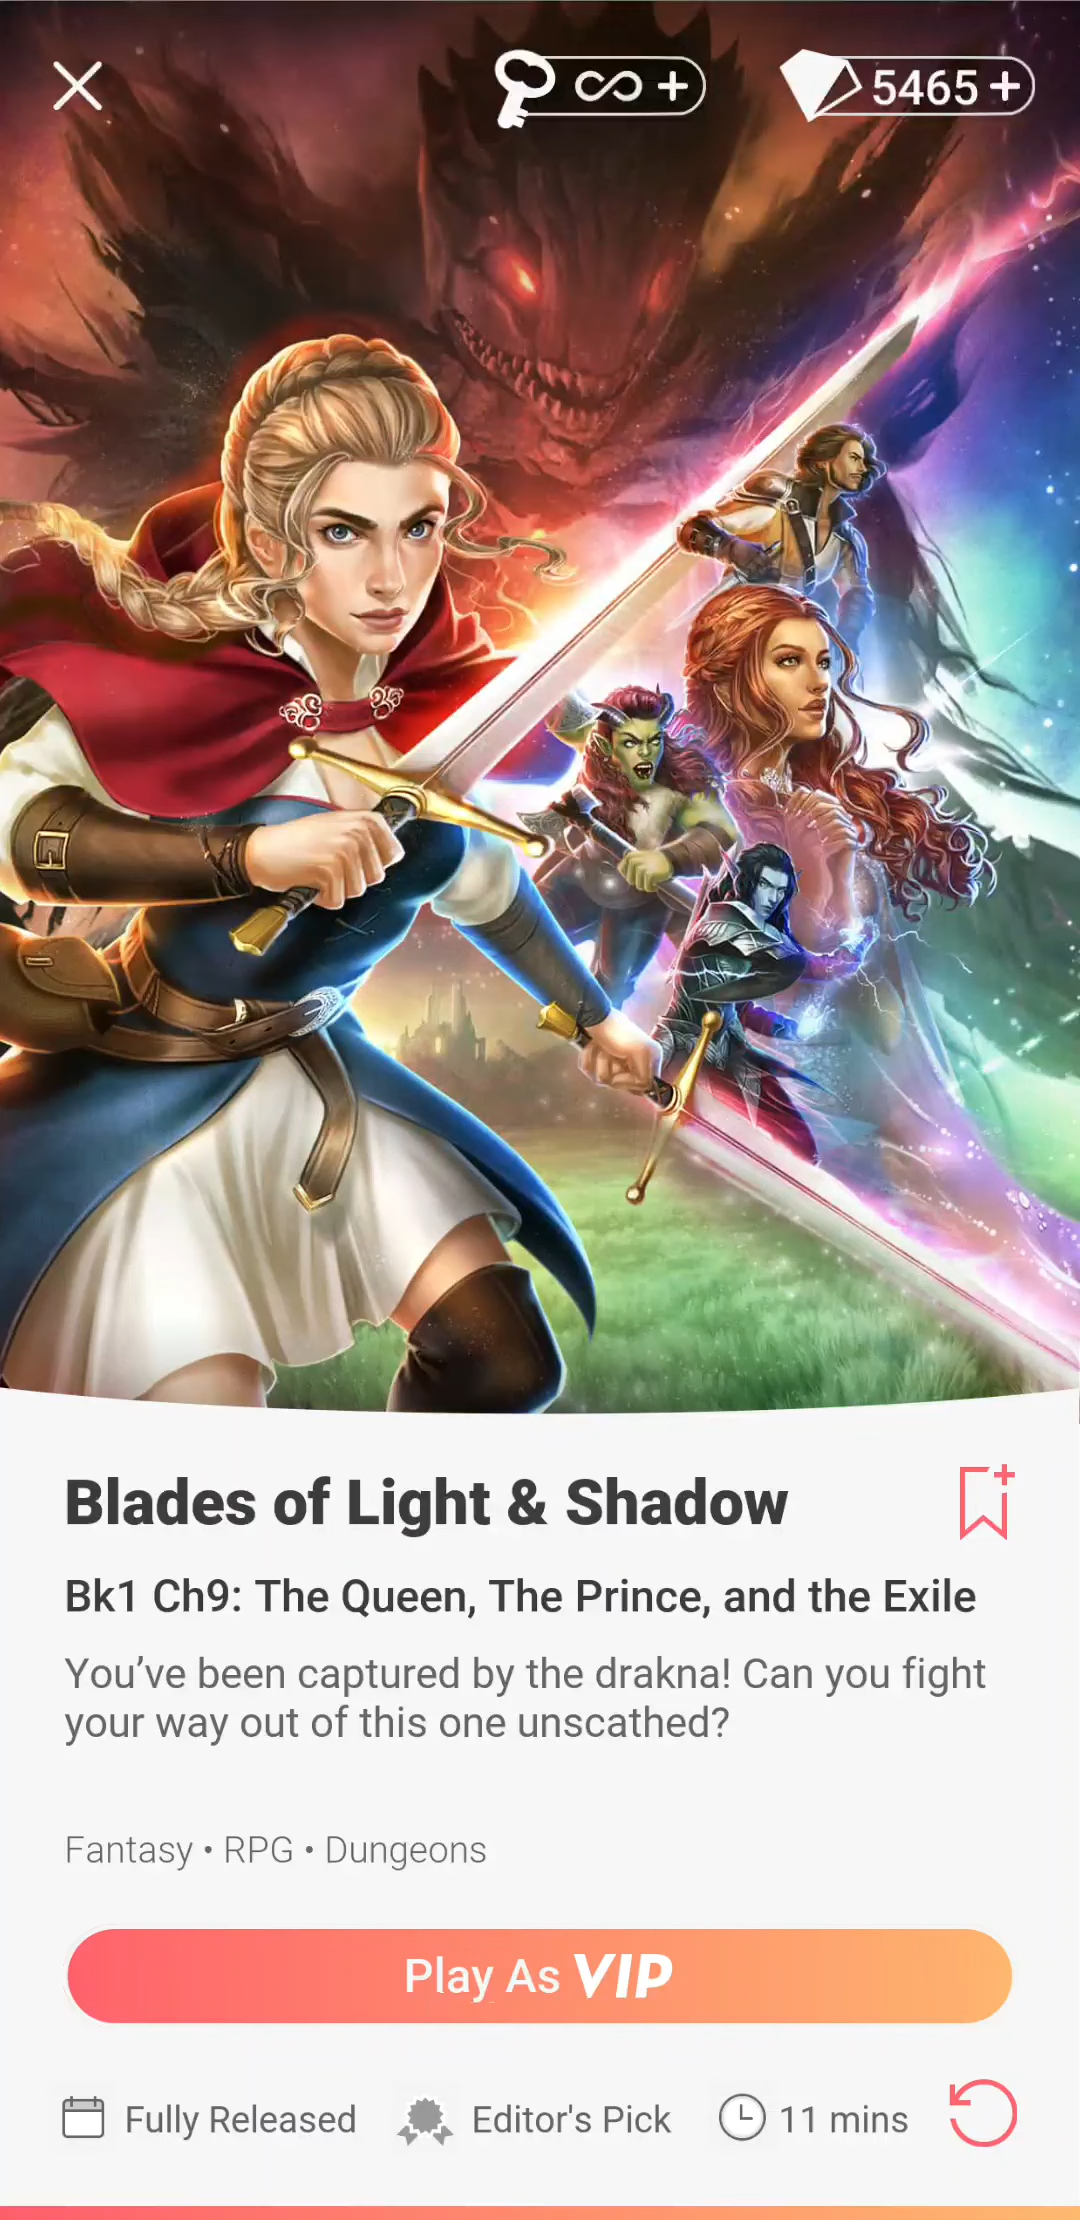 ∞ +
5465 +
Blades of Light & Shadow
Bk1 Ch9: The Queen, The Prince, and the Exile
You’ve been captured by the drakna! Can you fight
your way out of this one unscathed?
Fantasy • RPG • Dungeons
Play As VIP
Fully Released
Editor's Pick
11 mins